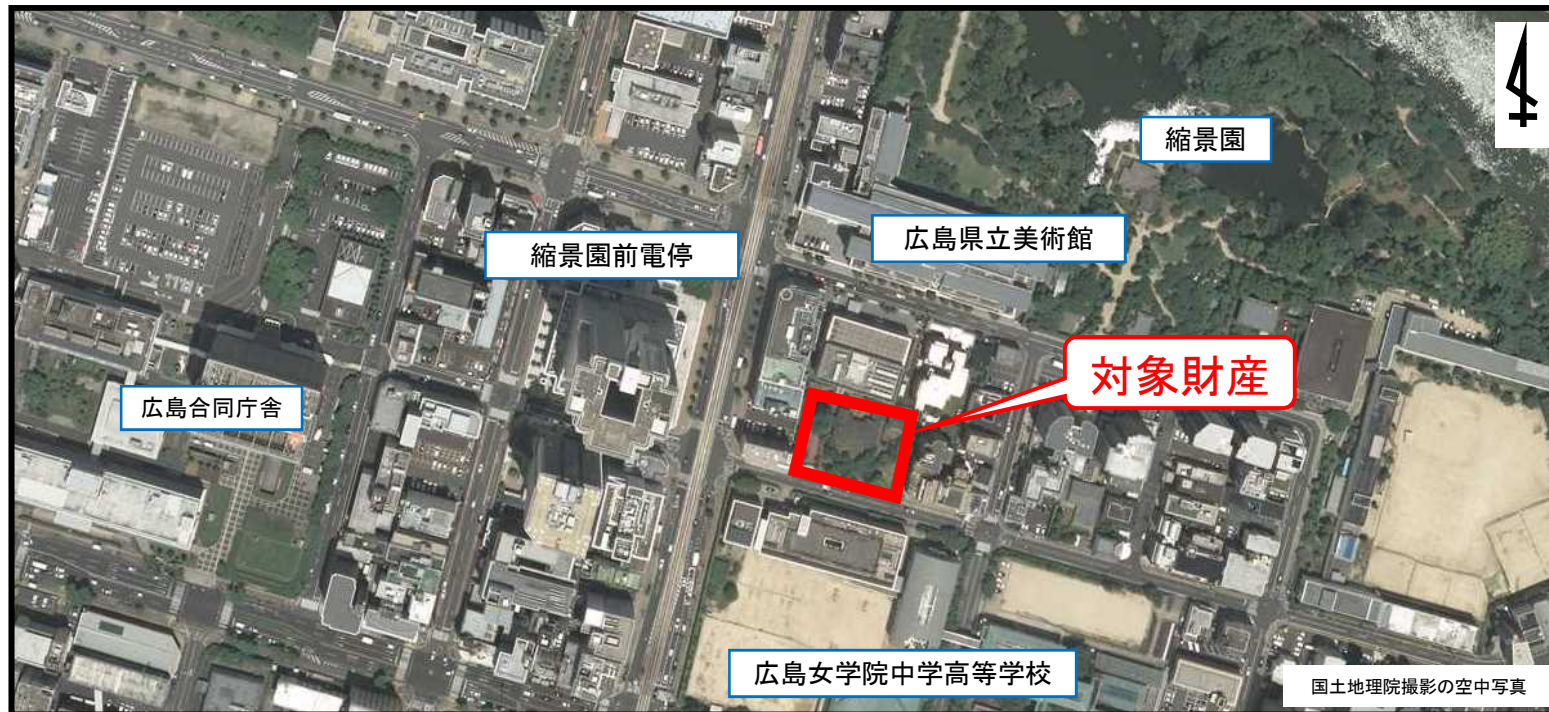 縮景園
広島県立美術館
縮景園前電停
対象財産
広島合同庁舎
広島女学院中学高等学校
国土地理院撮影の空中写真